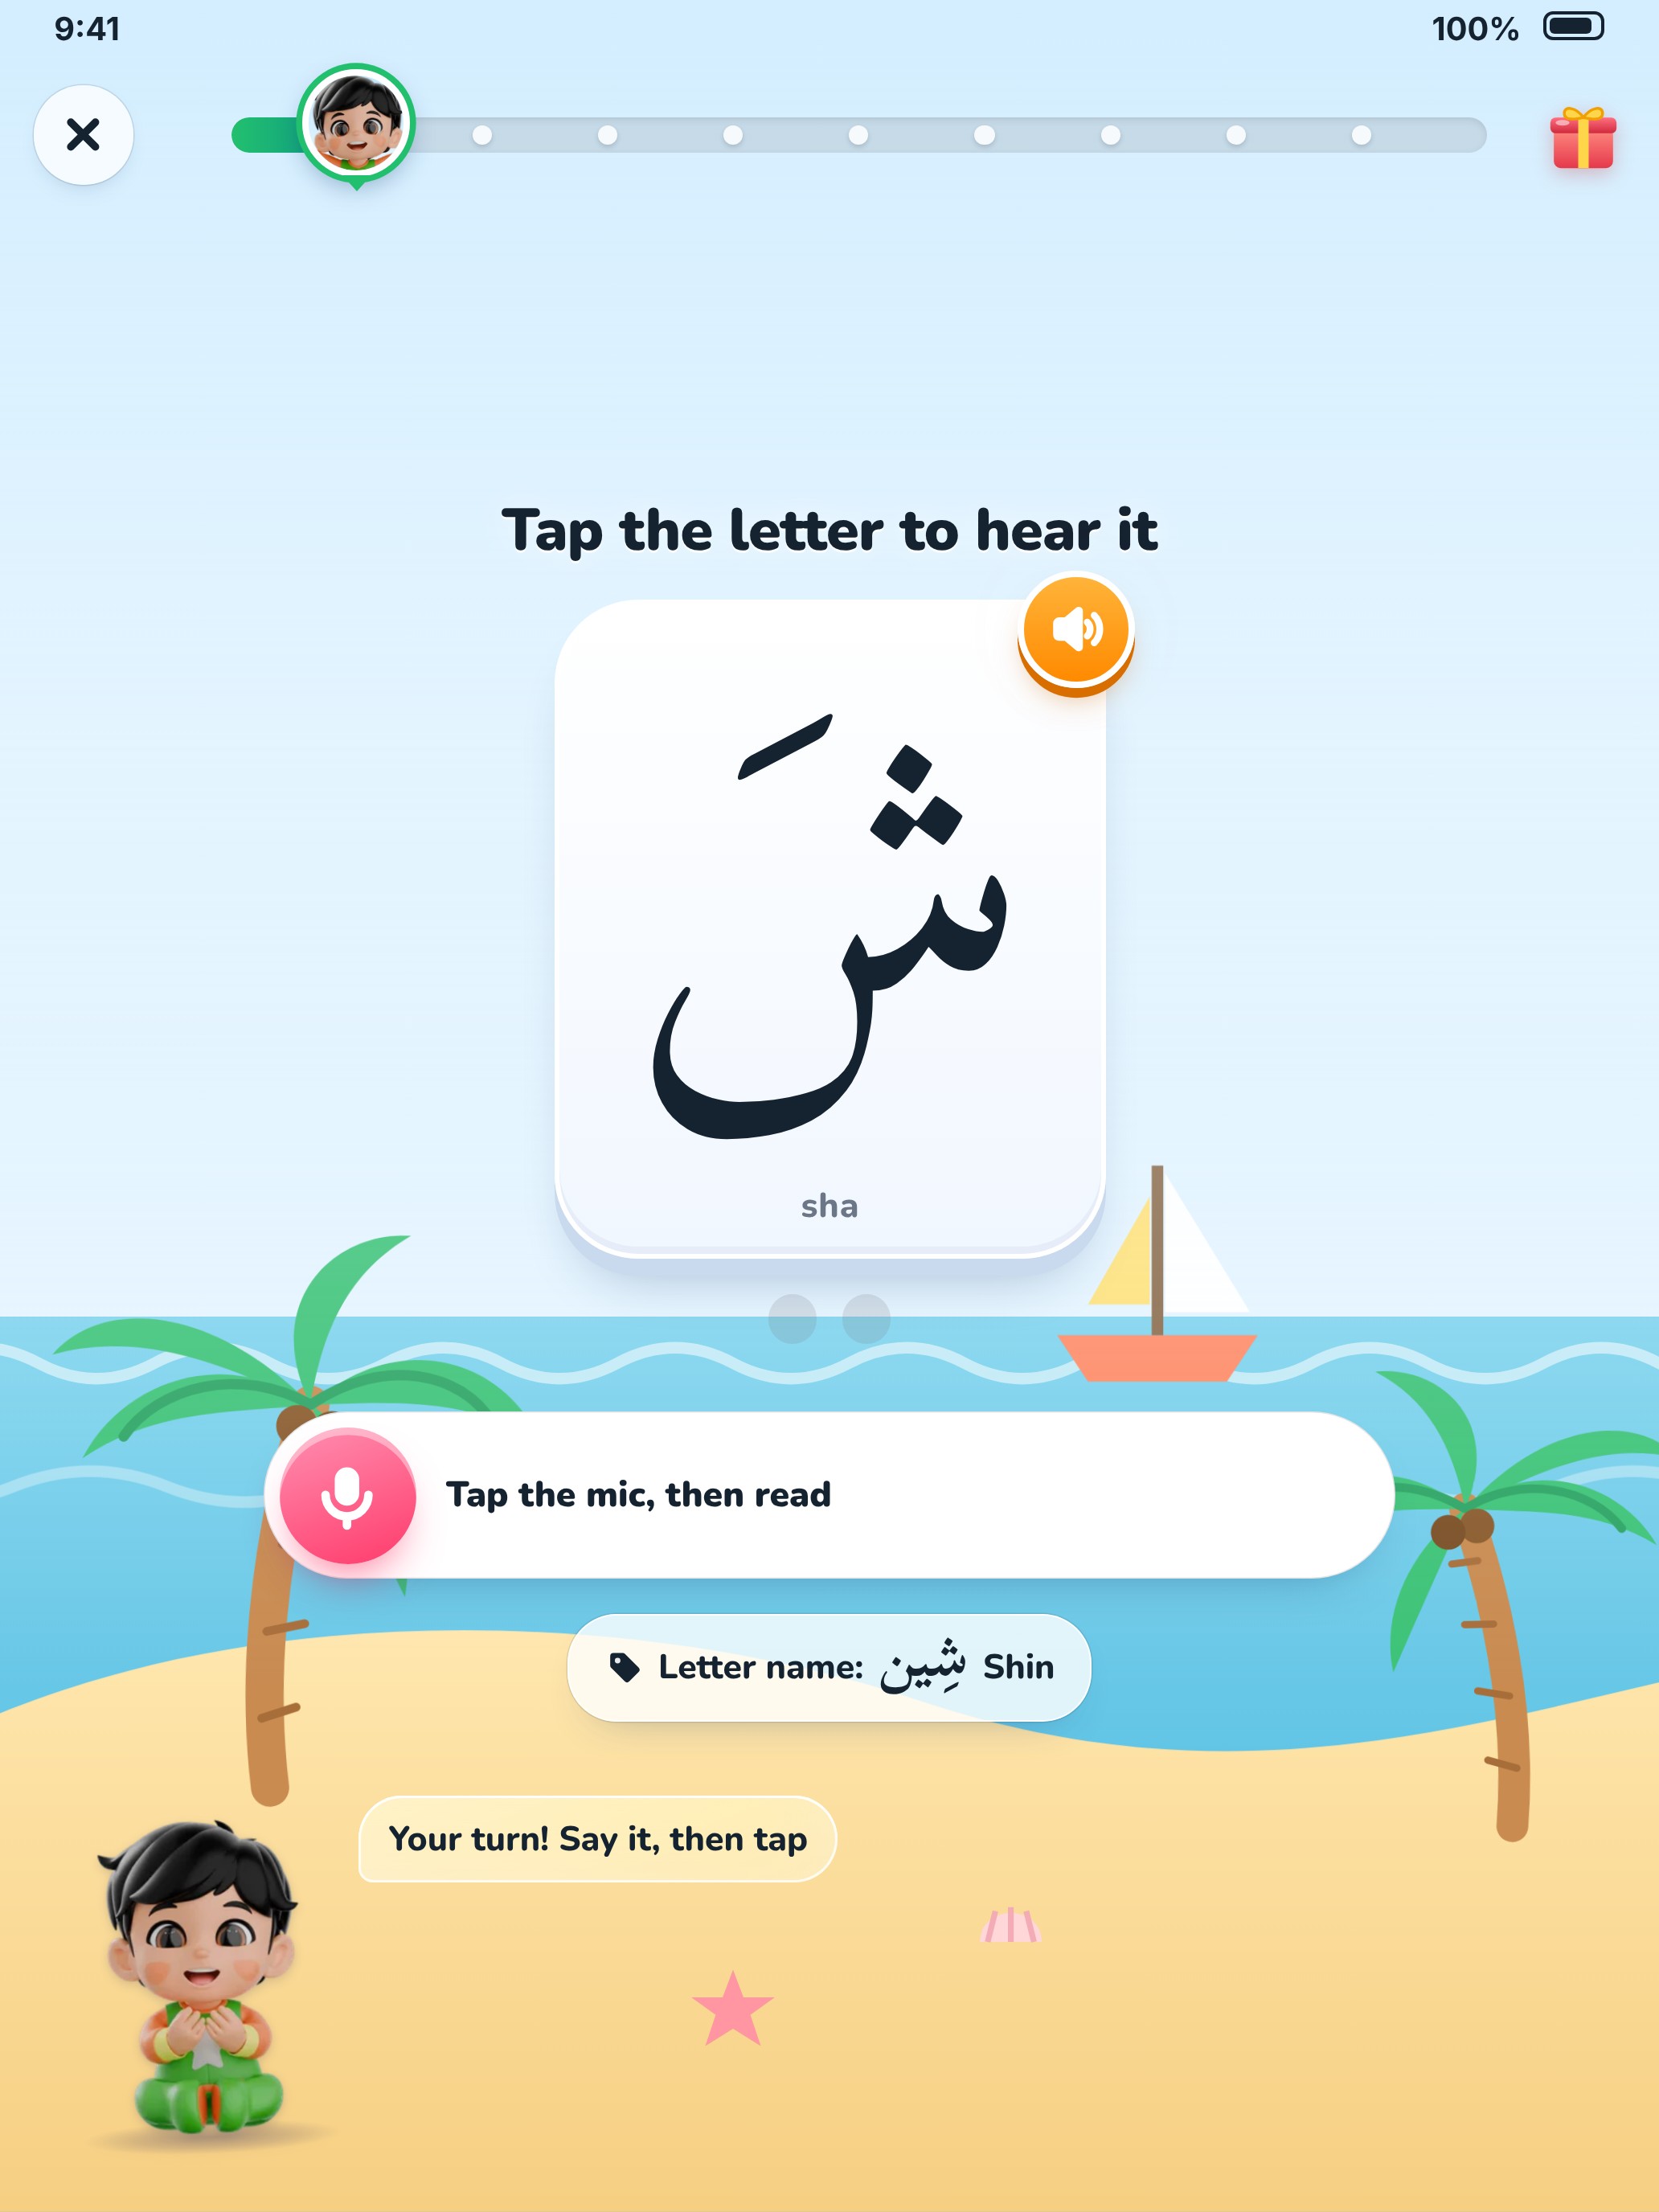 9:41
100%
Tap the letter to hear it
شَ
sha
Tap the mic, then read
Letter name: شِين Shin
Your turn! Say it, then tap